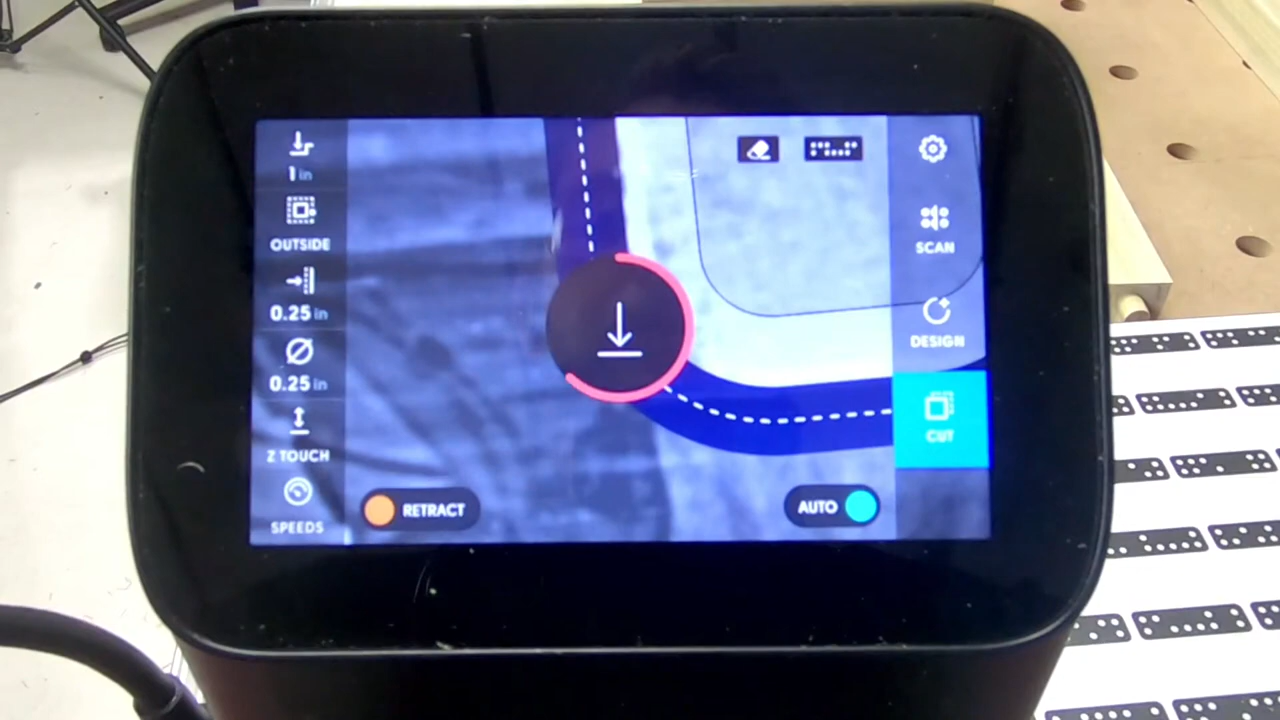 1 in
OUTSIDE
0.25 in
0.25 in
Z TOUCH
SPEEDS
RETRACT
AUTO
SCAN
DESIGN
CUT